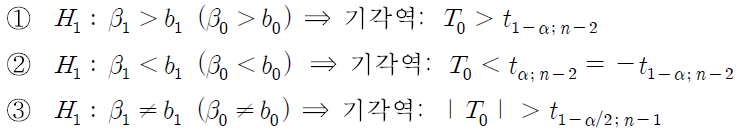 ① H₁ : β₁ > b₁ (β₀ > b₀) ⟹ 기각역: T₀ > t₁₋α; n₋₂
② H₁ : β₁ < b₁ (β₀ < b₀) ⟹ 기각역: T₀ < tα; n₋₂ = −t₁₋α; n₋₂
③ H₁ : β₁ ≠ b₁ (β₀ ≠ b₀) ⟹ 기각역: | T₀ | > t₁₋α/₂; n₋₁